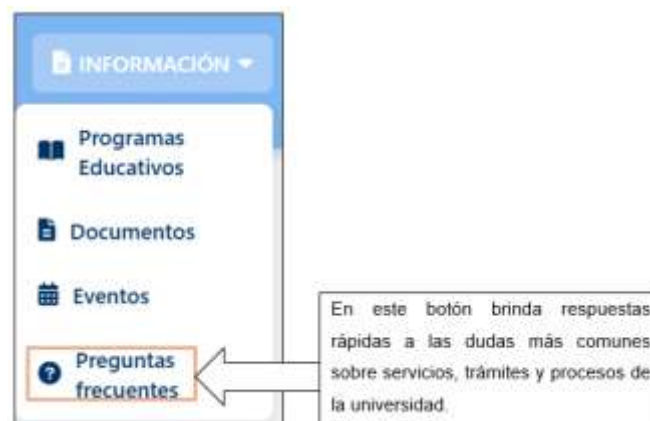 INFORMACIÓN
Programas
Educativos
Documentos
Eventos
Preguntas
frecuentes
En este botón brinda respuestas
rápidas a las dudas más comunes
sobre servicios, trámites y procesos de
la universidad.